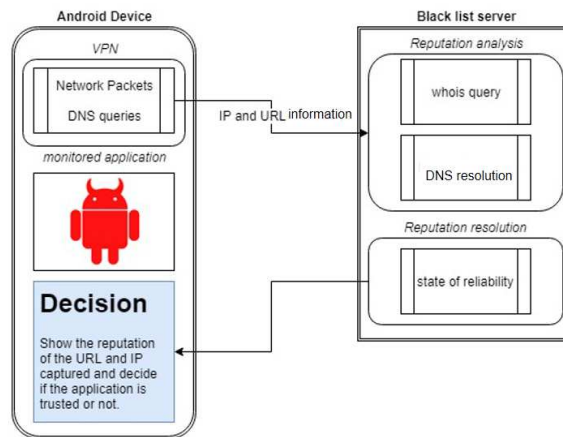 Android Device
VPN
Network Packets
DNS queries
monitored application
Decision
Show the reputation
of the URL and IP
captured and decide
if the application is
trusted or not.
IP and URL information
Black list server
Reputation analysis
whois query
DNS resolution
Reputation resolution
state of reliability